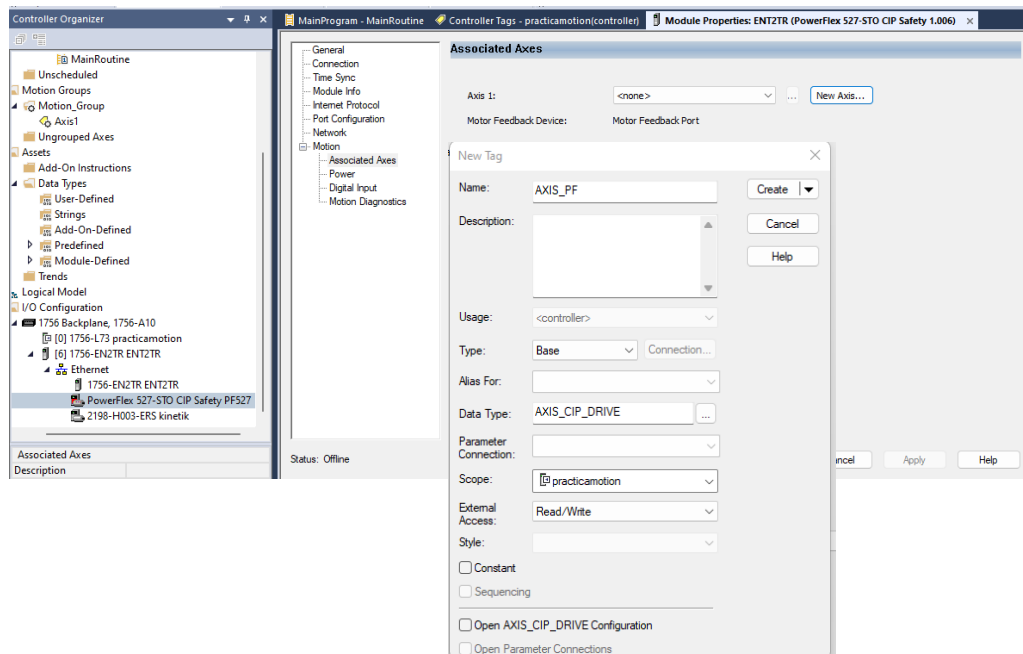 Controller Organizer
MainRoutine
Unscheduled
Motion Groups
Motion_Group
Axis1
Ungrouped Axes
Assets
Add-On Instructions
Data Types
User-Defined
Strings
Add-On-Defined
Predefined
Module-Defined
Trends
Logical Model
I/O Configuration
1756 Backplane, 1756-A10
[0] 1756-L73 practicamotion
[6] 1756-EN2TR ENT2TR
Ethernet
1756-EN2TR ENT2TR
PowerFlex 527-STO CIP Safety PF527
2198-H003-ERS kinetik
Associated Axes
Description
MainProgram - MainRoutine
Controller Tags - practicamotion(controller)
Module Properties: ENT2TR (PowerFlex 527-STO CIP Safety 1.006)
General
Connection
Time Sync
Module Info
Internet Protocol
Port Configuration
Network
Motion
Associated Axes
Power
Digital Input
Motion Diagnostics
Status: Offline
Associated Axes
Axis 1: <none> ... New Axis...
Motor Feedback Device: Motor Feedback Port
New Tag
Name: AXIS_PF Create
Description: Cancel
Help
Usage: <controller>
Type: Base Connection...
Alias For:
Data Type: AXIS_CIP_DRIVE ...
Parameter
Connection:
Scope: practicamotion
External
Access: Read/Write
Style:
Constant
Sequencing
Open AXIS_CIP_DRIVE Configuration
Open Parameter Connections
ncel Apply Help